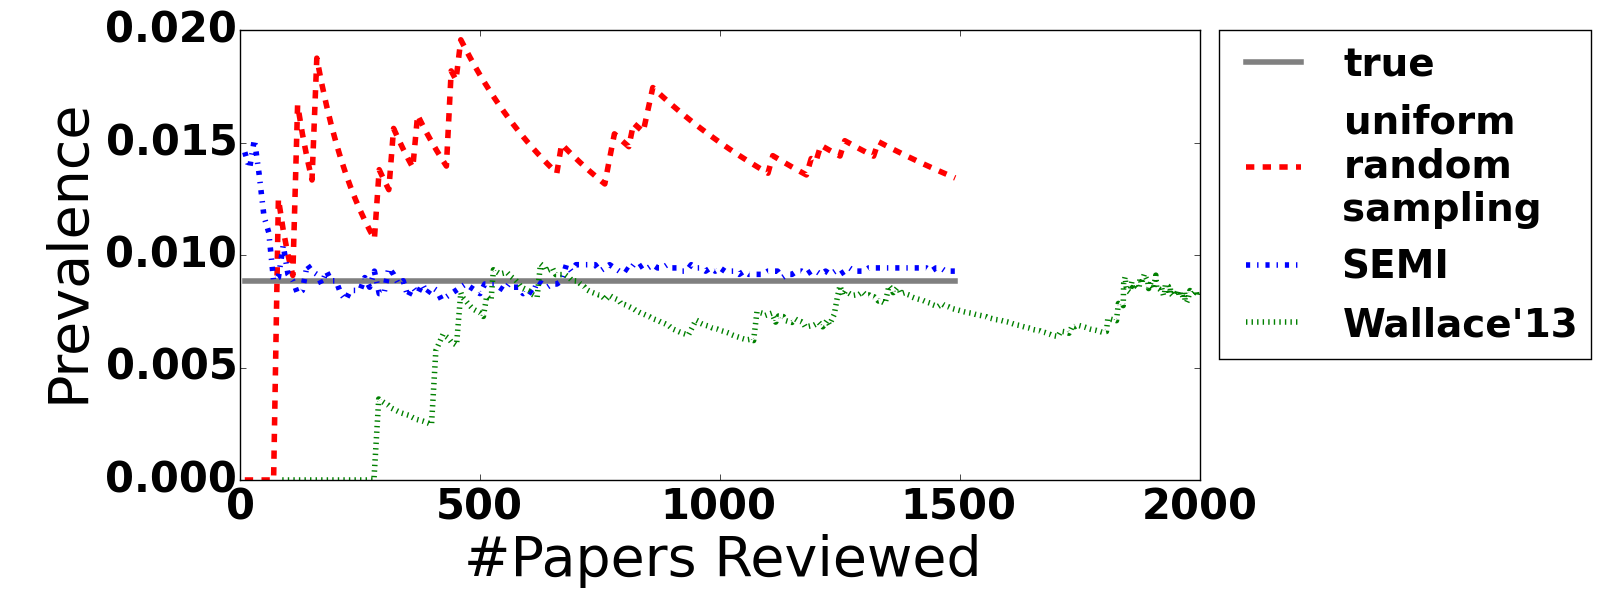 0.020
0.015
0.010
0.005
0.000
Prevalence
0 500 1000 1500 2000
#Papers Reviewed
true
uniform
random
sampling
SEMI
Wallace'13